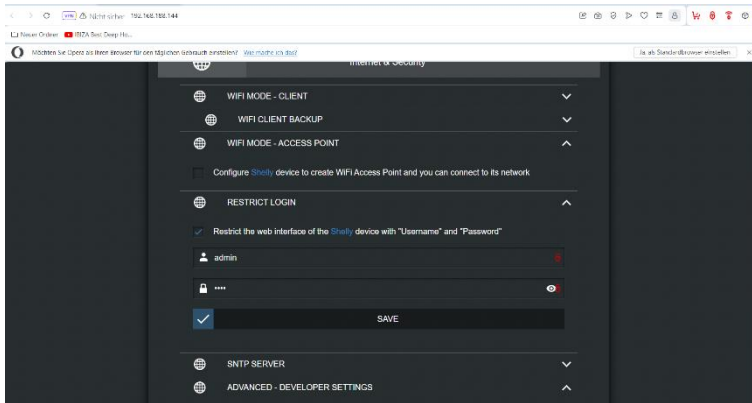 VPN Nicht sicher 192.168.188.144
Neuer Ordner IBIZA Best Deep Ho...
Möchten Sie Opera als Ihren Browser für den täglichen Gebrauch einstellen? Wie mache ich das? Ja, als Standardbrowser einstellen
Internet & Security
WIFI MODE - CLIENT
WIFI CLIENT BACKUP
WIFI MODE - ACCESS POINT
Configure Shelly device to create WiFi Access Point and you can connect to its network
RESTRICT LOGIN
Restrict the web interface of the Shelly device with "Username" and "Password"
admin
••••
SAVE
SNTP SERVER
ADVANCED - DEVELOPER SETTINGS